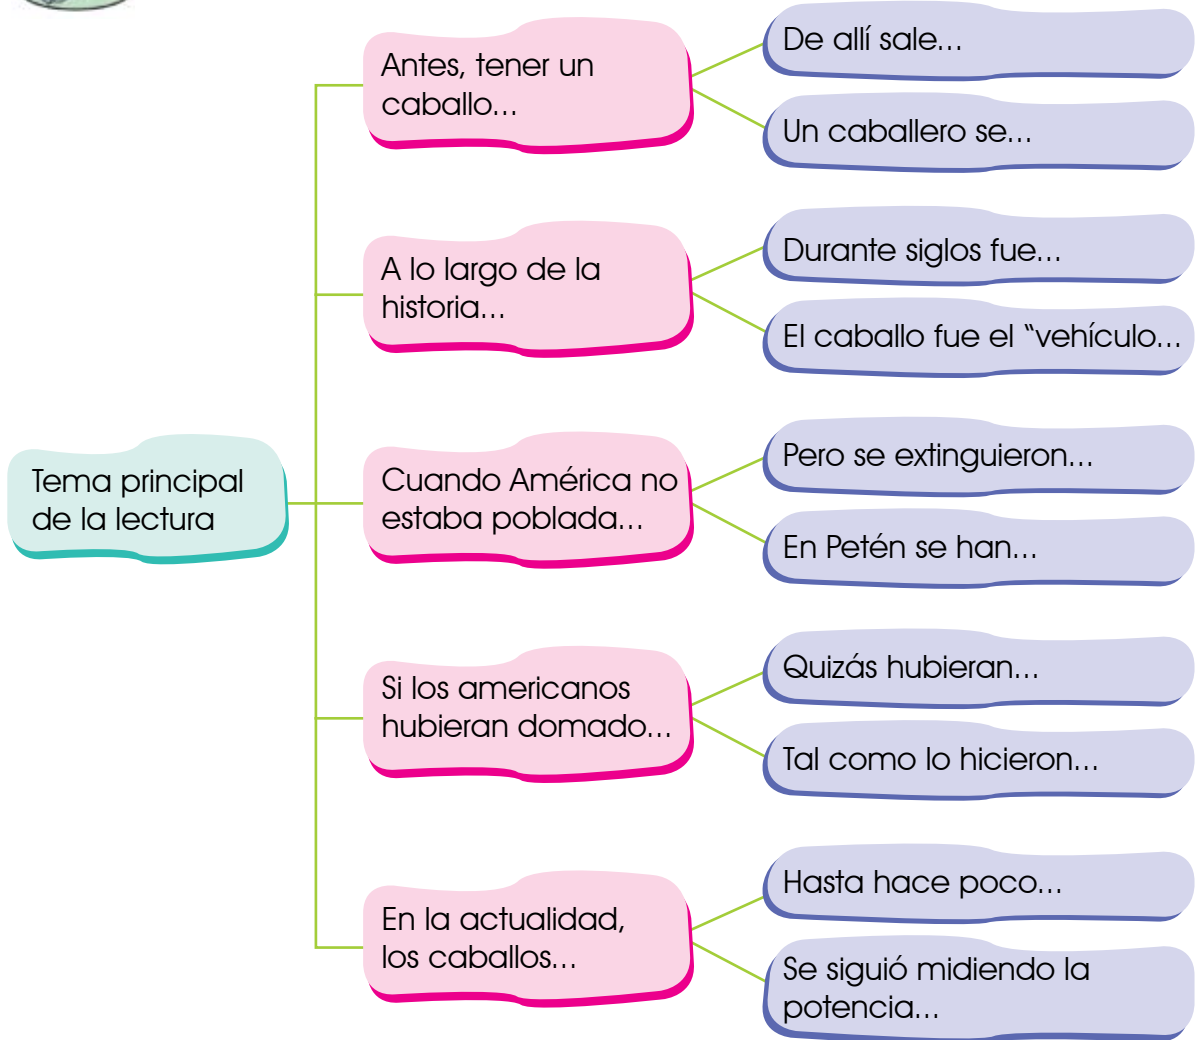 Tema principal
de la lectura
Antes, tener un
caballo...
De allí sale...
Un caballero se...
A lo largo de la
historia...
Durante siglos fue...
El caballo fue el “vehículo...
Cuando América no
estaba poblada...
Pero se extinguieron...
En Petén se han...
Si los americanos
hubieran domado...
Quizás hubieran...
Tal como lo hicieron...
En la actualidad,
los caballos...
Hasta hace poco...
Se siguió midiendo la
potencia...